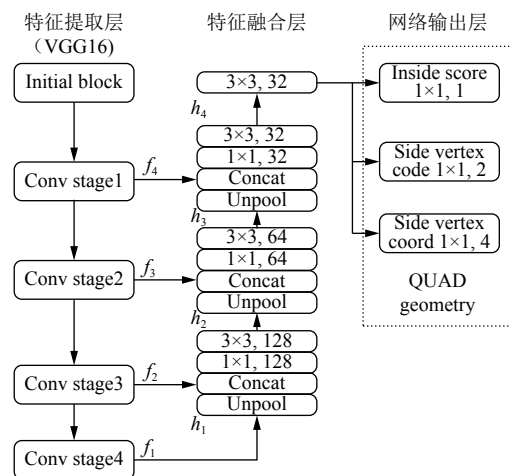 特征提取层
（VGG16)
特征融合层
网络输出层
Initial block
Conv stage1
Conv stage2
Conv stage3
Conv stage4
f4
f3
f2
f1
3×3, 32
h4
3×3, 32
1×1, 32
Concat
Unpool
h3
3×3, 64
1×1, 64
Concat
Unpool
h2
3×3, 128
1×1, 128
Concat
Unpool
h1
Inside score
1×1, 1
Side vertex
code 1×1, 2
Side vertex
coord 1×1, 4
QUAD
geometry